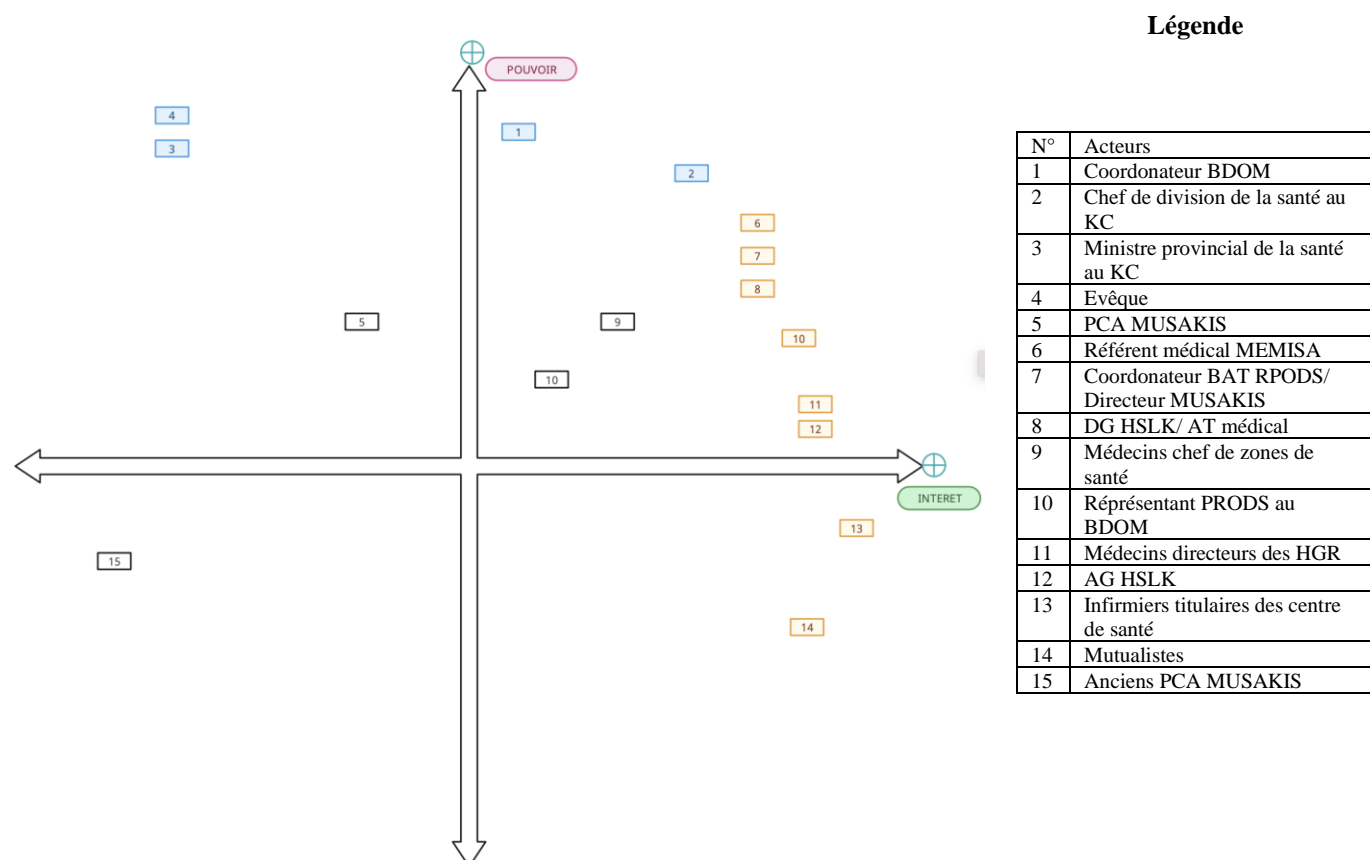 Légende
POUVOIR
4
1
3
2
6
7
8
5
9
10
10
11
12
INTERET
13
15
14
N° Acteurs
1 Coordonateur BDOM
2 Chef de division de la santé au
KC
3 Ministre provincial de la santé
au KC
4 Evêque
5 PCA MUSAKIS
6 Référent médical MEMISA
7 Coordonateur BAT RPODS/
Directeur MUSAKIS
8 DG HSLK/ AT médical
9 Médecins chef de zones de
santé
10 Réprésentant PRODS au
BDOM
11 Médecins directeurs des HGR
12 AG HSLK
13 Infirmiers titulaires des centre
de santé
14 Mutualistes
15 Anciens PCA MUSAKIS